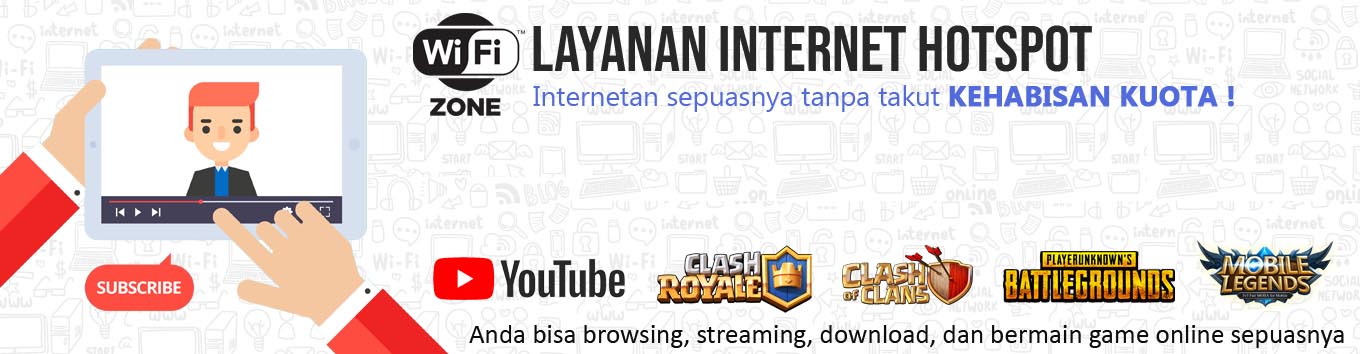 WiFi™
ZONE
LAYANAN INTERNET HOTSPOT
Internetan sepuasnya tanpa takut KEHABISAN KUOTA !
SUBSCRIBE
YouTube
CLASH
ROYALE
CLASH
OF CLANS
PLAYERUNKNOWN'S
BATTLEGROUNDS
MOBILE
LEGENDS
Anda bisa browsing, streaming, download, dan bermain game online sepuasnya